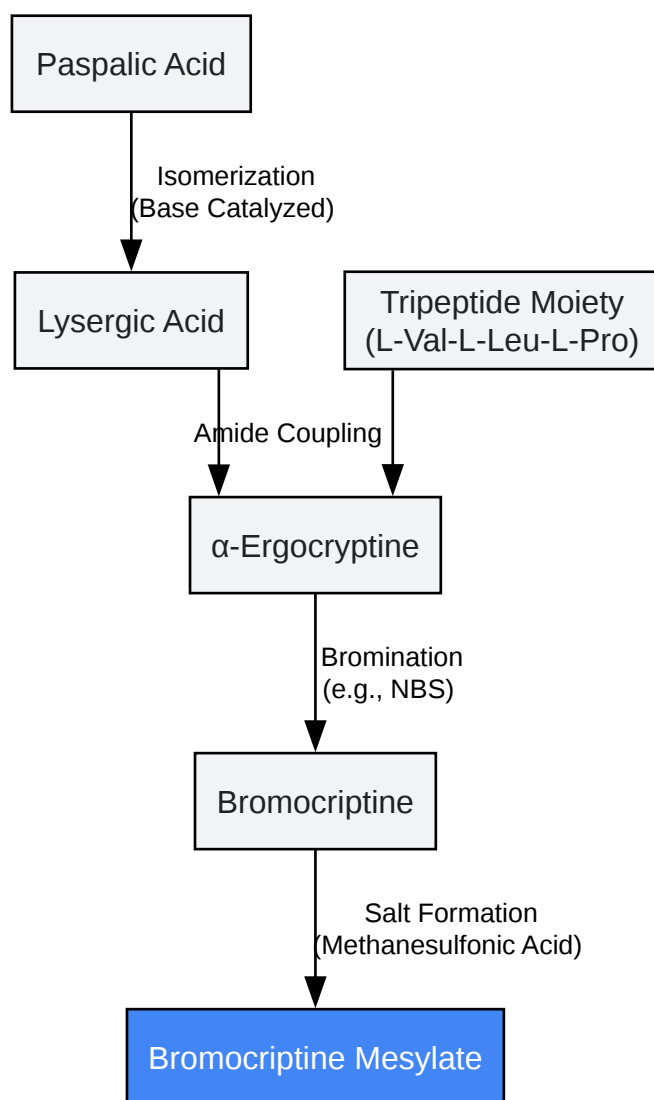 Paspalic Acid
Isomerization
(Base Catalyzed)
Lysergic Acid
Tripeptide Moiety
(L-Val-L-Leu-L-Pro)
Amide Coupling
α-Ergocryptine
Bromination
(e.g., NBS)
Bromocriptine
Salt Formation
(Methanesulfonic Acid)
Bromocriptine Mesylate